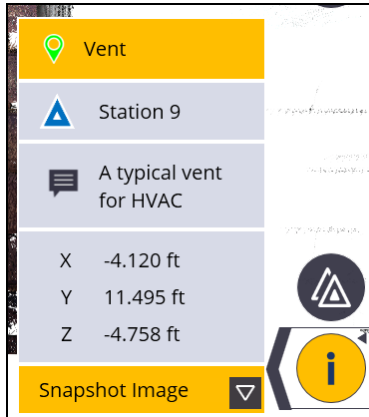 Vent
Station 9
A typical vent
for HVAC
X -4.120 ft
Y 11.495 ft
Z -4.758 ft
Snapshot Image
i